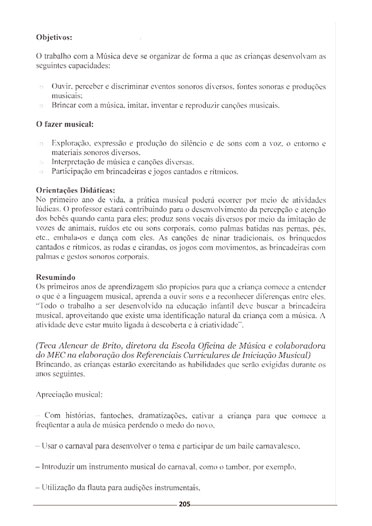 Objetivos:
O trabalho com a Música deve se organizar de forma a que as crianças desenvolvam as
seguintes capacidades:
Ouvir, perceber e discriminar eventos sonoros diversos, fontes sonoras e produções
musicais;
Brincar com a música, imitar, inventar e reproduzir canções musicais.
O fazer musical:
Exploração, expressão e produção do silêncio e de sons com a voz, o entorno e
materiais sonoros diversos.
Interpretação de música e canções diversas.
Participação em brincadeiras e jogos cantados e rítmicos.
Orientações Didáticas:
No primeiro ano de vida, a prática musical poderá ocorrer por meio de atividades
lúdicas. O professor estará contribuindo para o desenvolvimento da percepção e atenção
dos bebês quando canta para eles; produz sons vocais diversos por meio da imitação de
vozes de animais, ruídos etc ou sons corporais, como palmas batidas nas pernas, pés,
etc., embala-os e dança com eles. As canções de ninar tradicionais, os brinquedos
cantados e rítmicos, as rodas e cirandas, os jogos com movimentos, as brincadeiras com
palmas e gestos sonoros corporais.
Resumindo
Os primeiros anos de aprendizagem são propícios para que a criança comece a entender
o que é a linguagem musical, aprenda a ouvir sons e a reconhecer diferenças entre eles.
"Todo o trabalho a ser desenvolvido na educação infantil deve buscar a brincadeira
musical, aproveitando que existe uma identificação natural da criança com a música. A
atividade deve estar muito ligada à descoberta e à criatividade".
(Teca Alencar de Brito, diretora da Escola Oficina de Música e colaboradora
do MEC na elaboração dos Referenciais Curriculares de Iniciação Musical)
Brincando, as crianças estarão exercitando as habilidades que serão exigidas durante os
anos seguintes.
Apreciação musical:
– Com histórias, fantoches, dramatizações, cativar a criança para que comece a
freqüentar a aula de música perdendo o medo do novo,
– Usar o carnaval para desenvolver o tema e participar de um baile carnavalesco,
– Introduzir um instrumento musical do carnaval, como o tambor, por exemplo,
– Utilização da flauta para audições instrumentais,
205